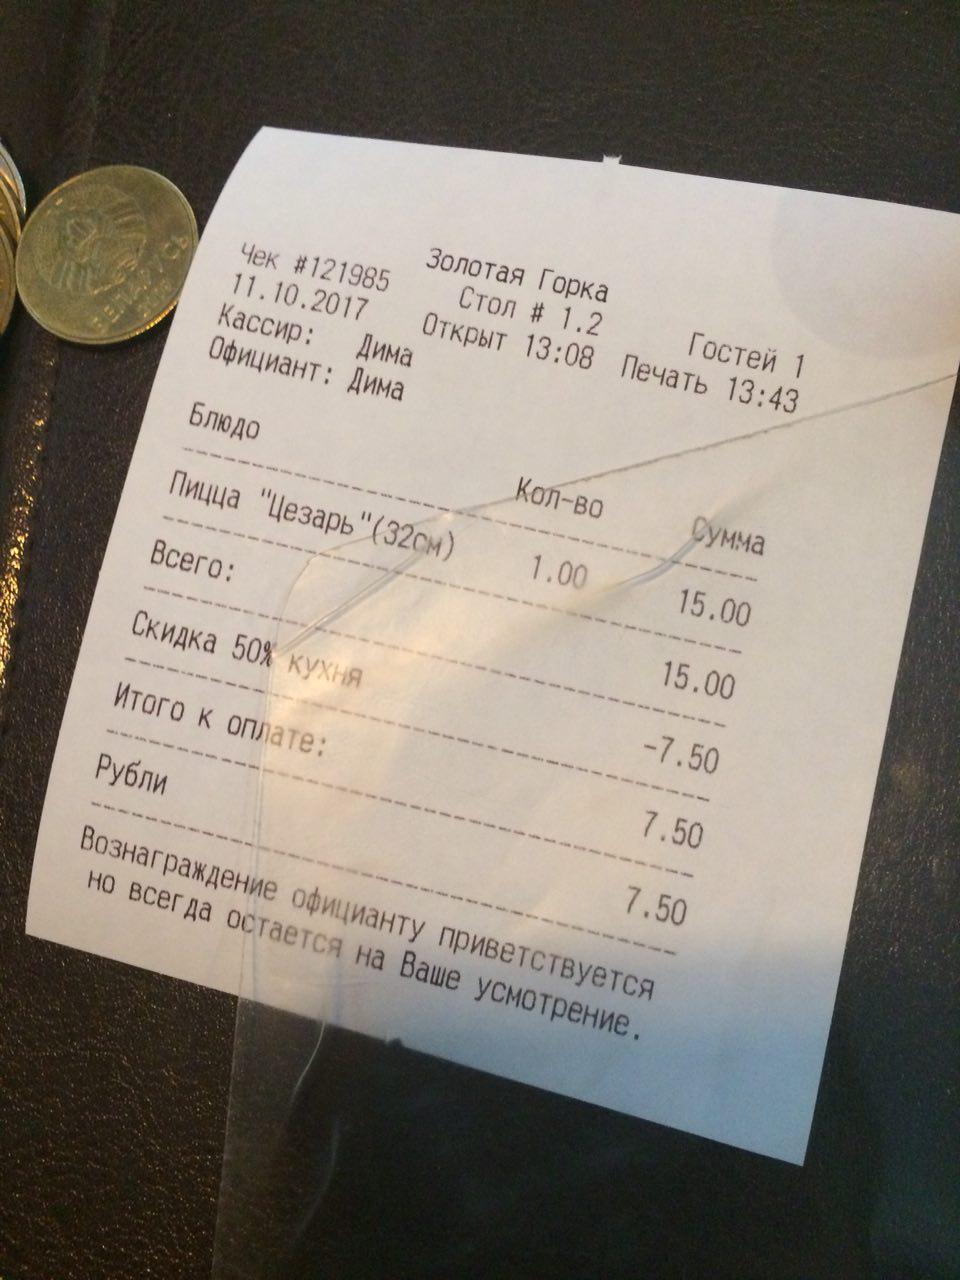 Золотая Горка
Чек #121985 Стол # 1.2 Гостей 1
11.10.2017 Открыт 13:08 Печать 13:43
Кассир: Дима
Официант: Дима
Блюдо Кол-во Сумма
Пицца "Цезарь"(32см) 1.00 15.00
Всего: 15.00
Скидка 50% кухня -7.50
Итого к оплате: 7.50
Рубли 7.50
Вознаграждение официанту приветствуется
но всегда остается на Ваше усмотрение.
БЕЛАРУСЬ